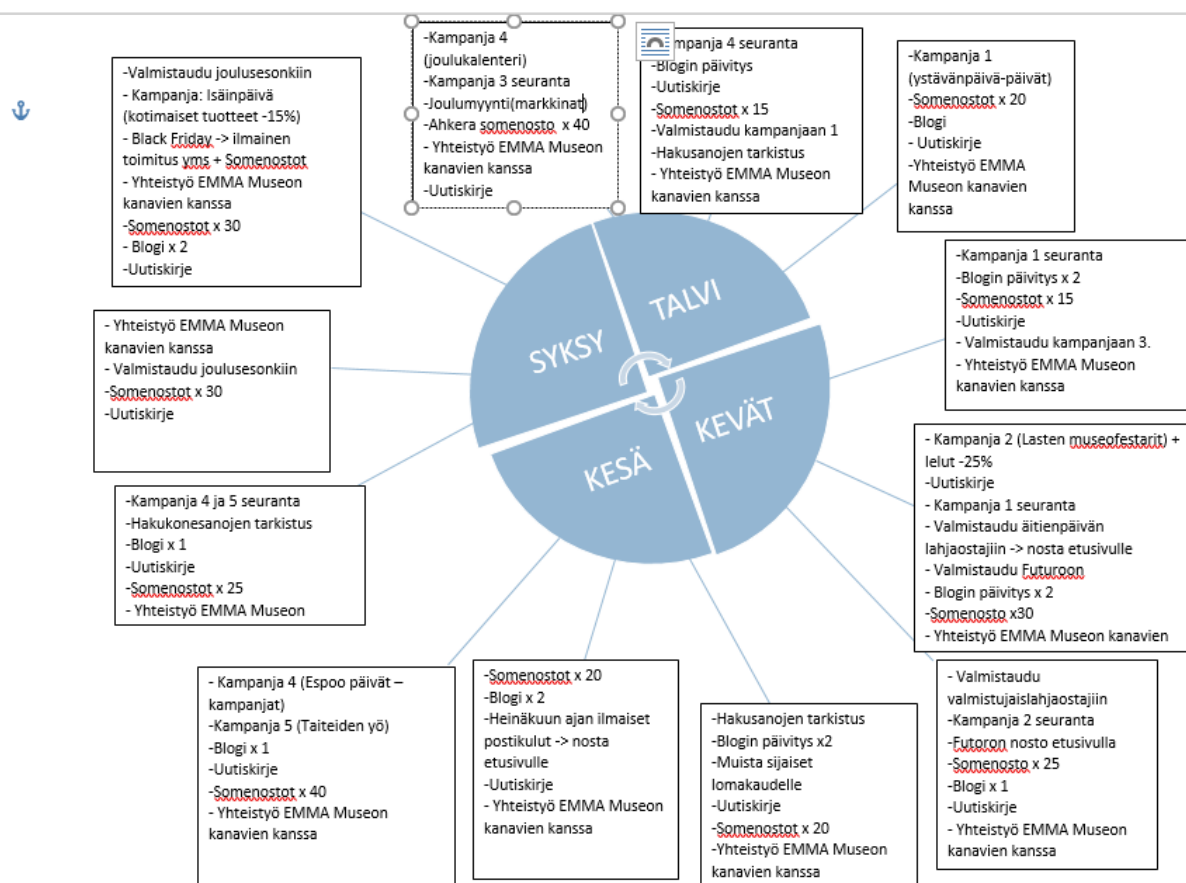 -Kampanja 4
(joulukalenteri)
-Kampanja 3 seuranta
-Joulumyynti(markkinat)
-Ahkera somenosto x 40
- Yhteistyö EMMA Museon
kanavien kanssa
-Uutiskirje
mpanja 4 seuranta
-Blogin päivitys
-Uutiskirje
-Somenostot x 15
-Valmistaudu kampanjaan 1
-Hakusanojen tarkistus
- Yhteistyö EMMA Museon
kanavien kanssa
-Kampanja 1
(ystävänpäivä-päivät)
-Somenostot x 20
-Blogi
- Uutiskirje
-Yhteistyö EMMA
Museon kanavien
kanssa
-Kampanja 1 seuranta
-Blogin päivitys x 2
-Somenostot x 15
-Uutiskirje
- Valmistaudu kampanjaan 3.
- Yhteistyö EMMA Museon
kanavien kanssa
- Kampanja 2 (Lasten museofestarit) +
lelut -25%
-Uutiskirje
- Kampanja 1 seuranta
- Valmistaudu äitienpäivän
lahjaostajiin -> nosta etusivulle
- Valmistaudu Futuroon
- Blogin päivitys x 2
-Somenosto x30
- Yhteistyö EMMA Museon kanavien
- Valmistaudu
valmistujaislahjaostajiin
-Kampanja 2 seuranta
-Futoron nosto etusivulla
-Somenosto x 25
-Blogi x 1
-Uutiskirje
- Yhteistyö EMMA Museon
kanavien kanssa
-Hakusanojen tarkistus
-Blogin päivitys x2
-Muista sijaiset
lomakaudelle
-Uutiskirje
-Somenostot x 20
-Yhteistyö EMMA Museon
kanavien kanssa
-Somenostot x 20
-Blogi x 2
-Heinäkuun ajan ilmaiset
postikulut -> nosta
etusivulle
-Uutiskirje
- Yhteistyö EMMA Museon
kanavien kanssa
- Kampanja 4 (Espoo päivät –
kampanjat)
-Kampanja 5 (Taiteiden yö)
-Blogi x 1
-Uutiskirje
-Somenostot x 40
- Yhteistyö EMMA Museon
kanavien kanssa
-Kampanja 4 ja 5 seuranta
-Hakukonesanojen tarkistus
-Blogi x 1
-Uutiskirje
-Somenostot x 25
- Yhteistyö EMMA Museon
- Yhteistyö EMMA Museon
kanavien kanssa
- Valmistaudu joulusesonkiin
-Somenostot x 30
-Uutiskirje
-Valmistaudu joulusesonkiin
- Kampanja: Isäinpäivä
(kotimaiset tuotteet -15%)
- Black Friday -> ilmainen
toimitus yms + Somenostot
- Yhteistyö EMMA Museon
kanavien kanssa
-Somenostot x 30
- Blogi x 2
-Uutiskirje
TALVI
KEVÄT
KESÄ
SYKSY